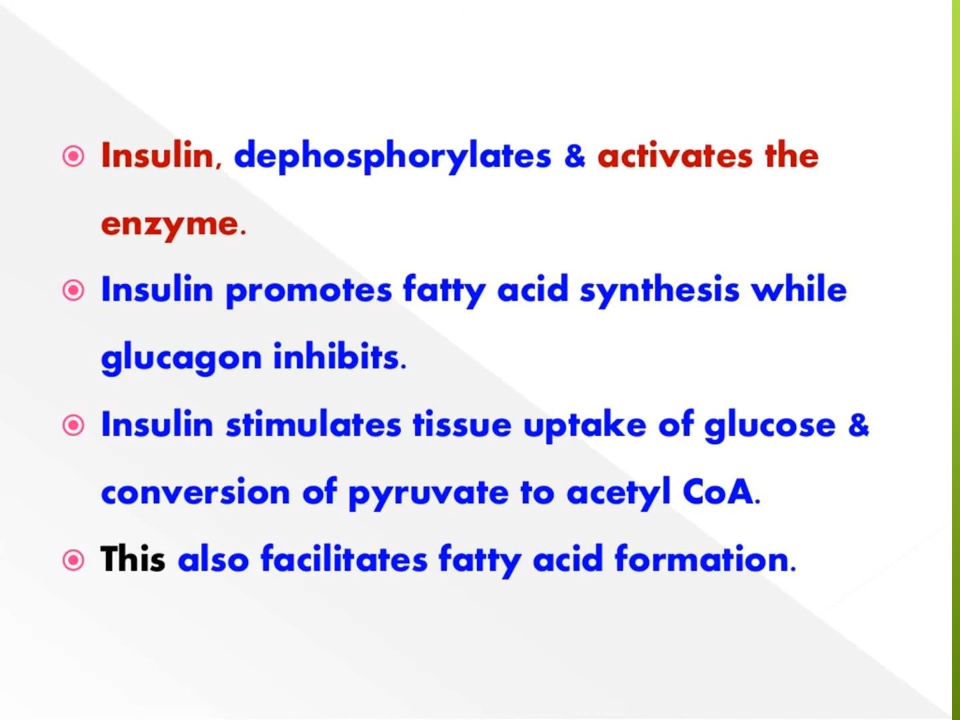 Insulin, dephosphorylates & activates the
enzyme.
Insulin promotes fatty acid synthesis while
glucagon inhibits.
Insulin stimulates tissue uptake of glucose &
conversion of pyruvate to acetyl CoA.
This also facilitates fatty acid formation.